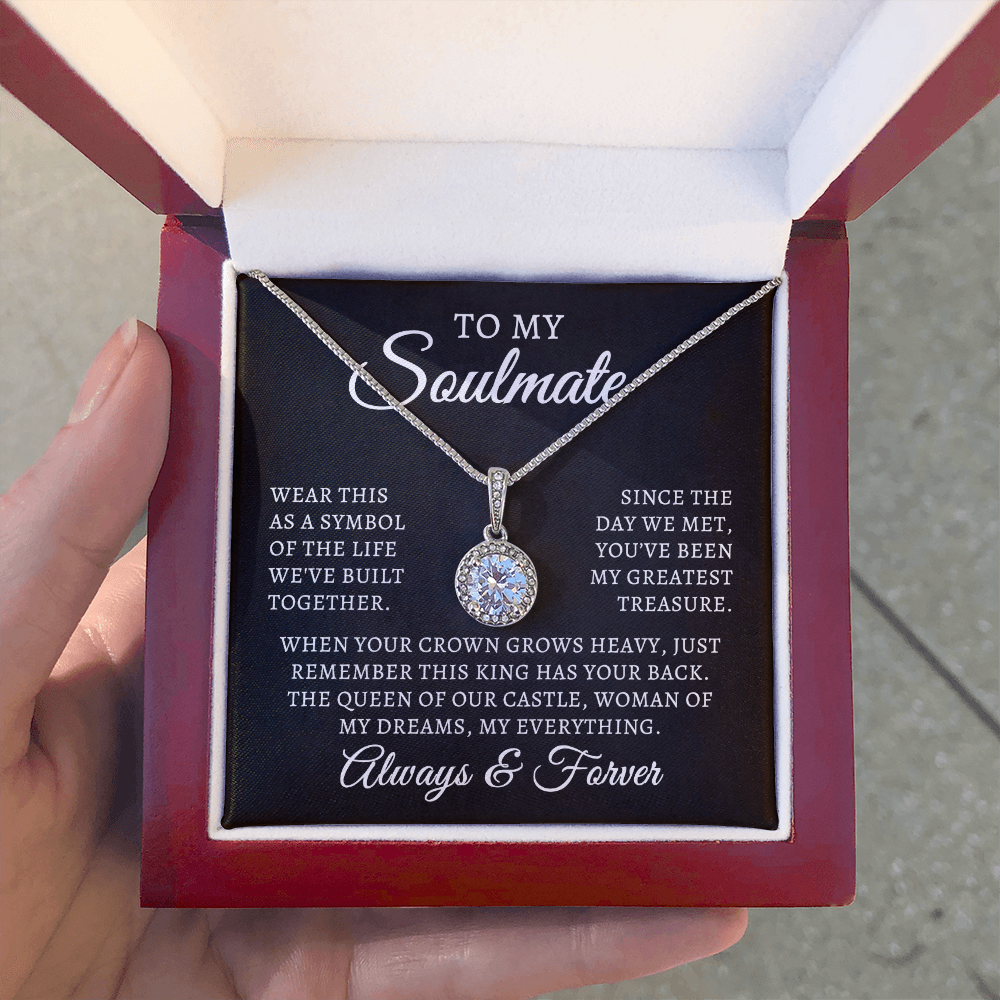 TO MY
Soulmate
WEAR THIS
AS A SYMBOL
OF THE LIFE
WE'VE BUILT
TOGETHER.
SINCE THE
DAY WE MET,
YOU'VE BEEN
MY GREATEST
TREASURE.
WHEN YOUR CROWN GROWS HEAVY, JUST
REMEMBER THIS KING HAS YOUR BACK.
THE QUEEN OF OUR CASTLE, WOMAN OF
MY DREAMS, MY EVERYTHING.
Always & Forver